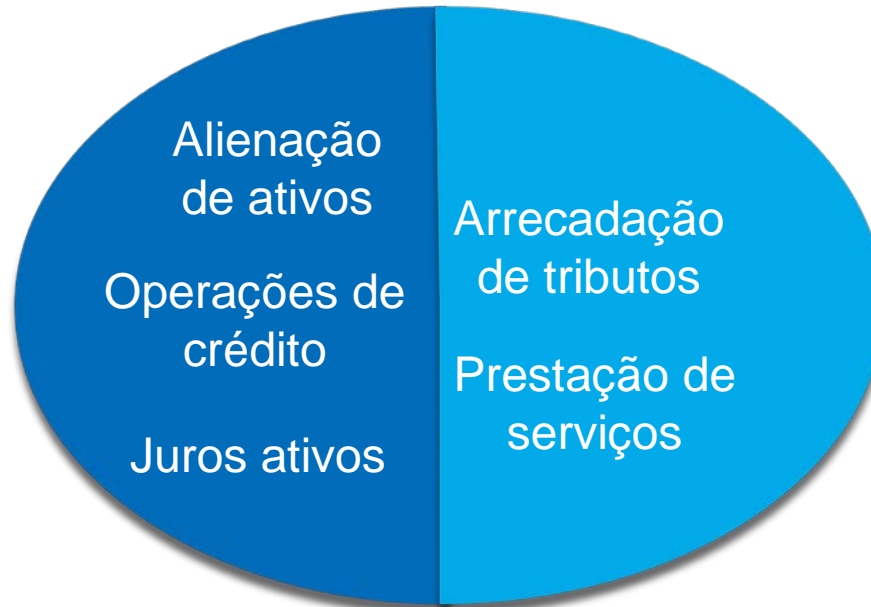 Alienação
de ativos
Operações de
crédito
Juros ativos
Arrecadação
de tributos
Prestação de
serviços